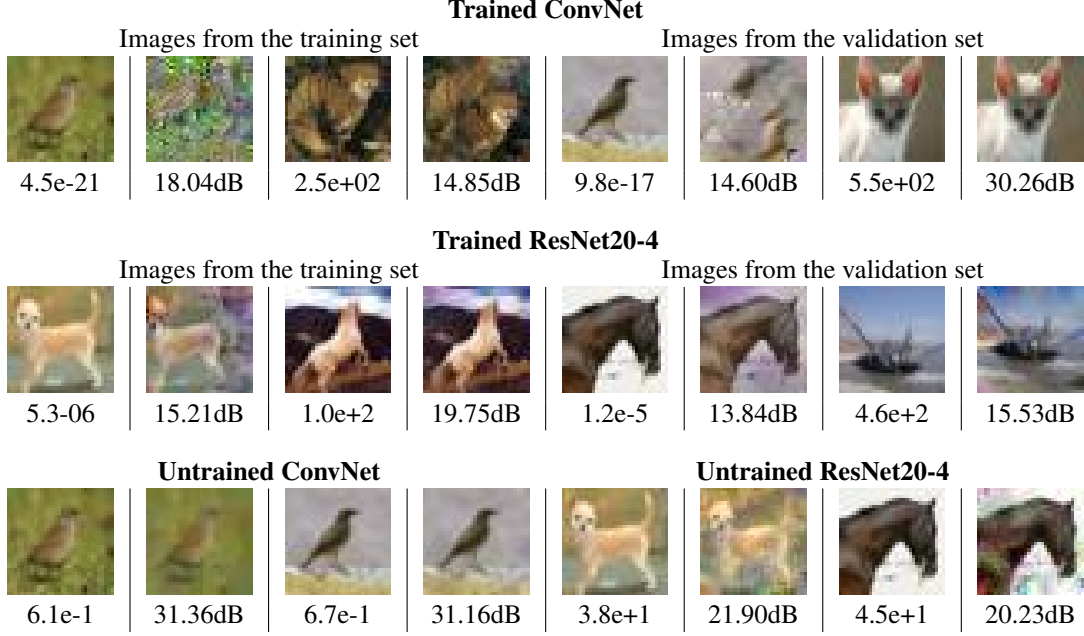 Trained ConvNet
Images from the training set Images from the validation set
4.5e-21 18.04dB 2.5e+02 14.85dB 9.8e-17 14.60dB 5.5e+02 30.26dB
Trained ResNet20-4
Images from the training set Images from the validation set
5.3-06 15.21dB 1.0e+2 19.75dB 1.2e-5 13.84dB 4.6e+2 15.53dB
Untrained ConvNet Untrained ResNet20-4
6.1e-1 31.36dB 6.7e-1 31.16dB 3.8e+1 21.90dB 4.5e+1 20.23dB